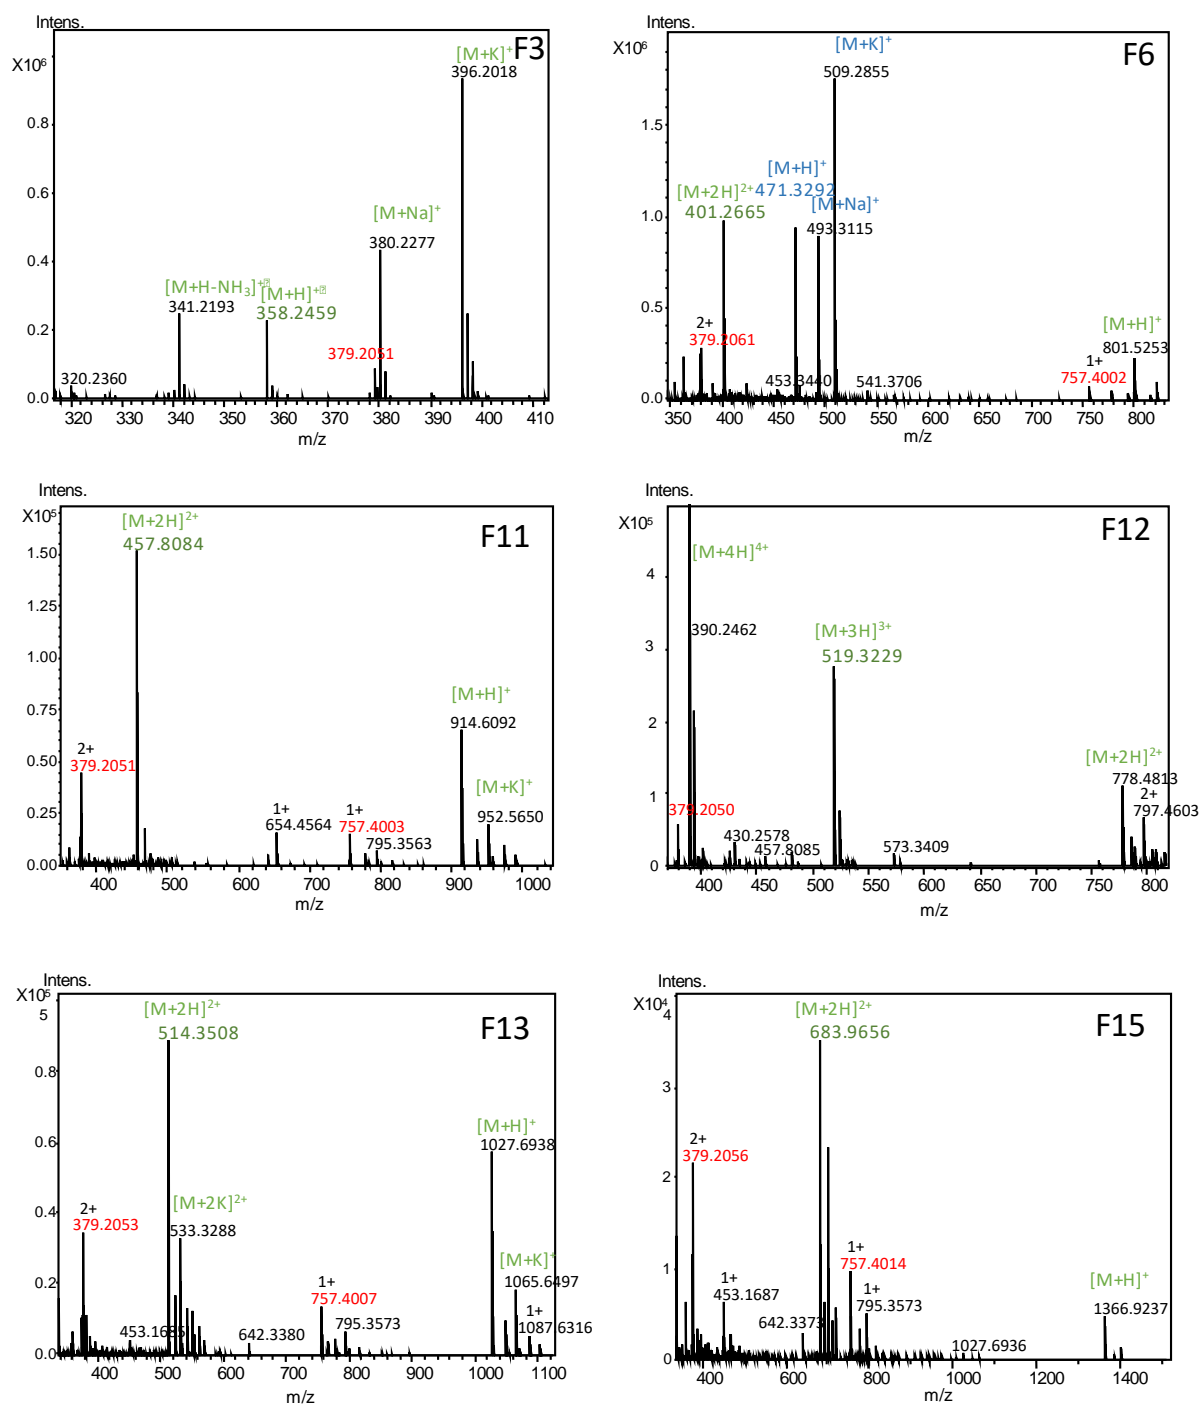 Intens.
X10⁶
F3
[M+K]⁺
396.2018
0.8
0.6
[M+Na]⁺
380.2277
0.4
[M+H-NH₃]⁺
341.2193
[M+H]⁺
358.2459
0.2
379.2051
320.2360
0.0
320 330 340 350 360 370 380 390 400 410
m/z
Intens.
X10⁶
F6
[M+K]⁺
509.2855
1.5
[M+H]⁺
471.3292
[M+2H]²⁺
401.2665
[M+Na]⁺
493.3115
1.0
0.5
2+
379.2061
453.3440
541.3706
[M+H]⁺
801.5253
1+
757.4002
0.0
350 400 450 500 550 600 650 700 750 800
m/z
Intens.
X10⁵
F11
[M+2H]²⁺
457.8084
1.50
1.25
1.00
0.75
[M+H]⁺
914.6092
0.50
2+
379.2051
[M+K]⁺
952.5650
0.25
1+
654.4564
1+
757.4003
795.3563
0.00
400 500 600 700 800 900 1000
m/z
Intens.
X10⁵
F12
[M+4H]⁴⁺
390.2462
4
[M+3H]³⁺
519.3229
3
2
[M+2H]²⁺
778.4813
2+
797.4603
1
379.2050
430.2578
457.8085
573.3409
0
400 450 500 550 600 650 700 750 800
m/z
Intens.
X10⁵
5
F13
[M+2H]²⁺
514.3508
0.8
0.6
[M+H]⁺
1027.6938
0.4
2+
379.2053
[M+2K]²⁺
533.3288
[M+K]⁺
1065.6497
0.2
1+
757.4007
795.3573
1+
1087.6316
453.1685
642.3380
0.0
400 500 600 700 800 900 1000 1100
m/z
Intens.
X10⁴
4
F15
[M+2H]²⁺
683.9656
3
2
2+
379.2056
1
1+
453.1687
642.3373
1+
757.4014
1+
795.3573
1027.6936
[M+H]⁺
1366.9237
0
400 600 800 1000 1200 1400
m/z